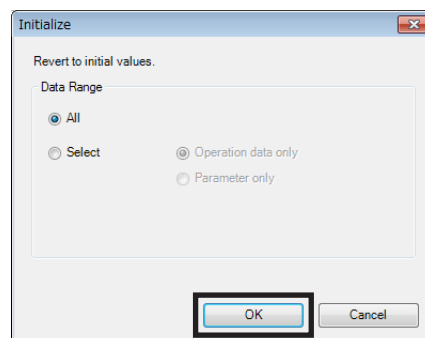 Initialize
Revert to initial values.
Data Range
All
Select
Operation data only
Parameter only
OK
Cancel